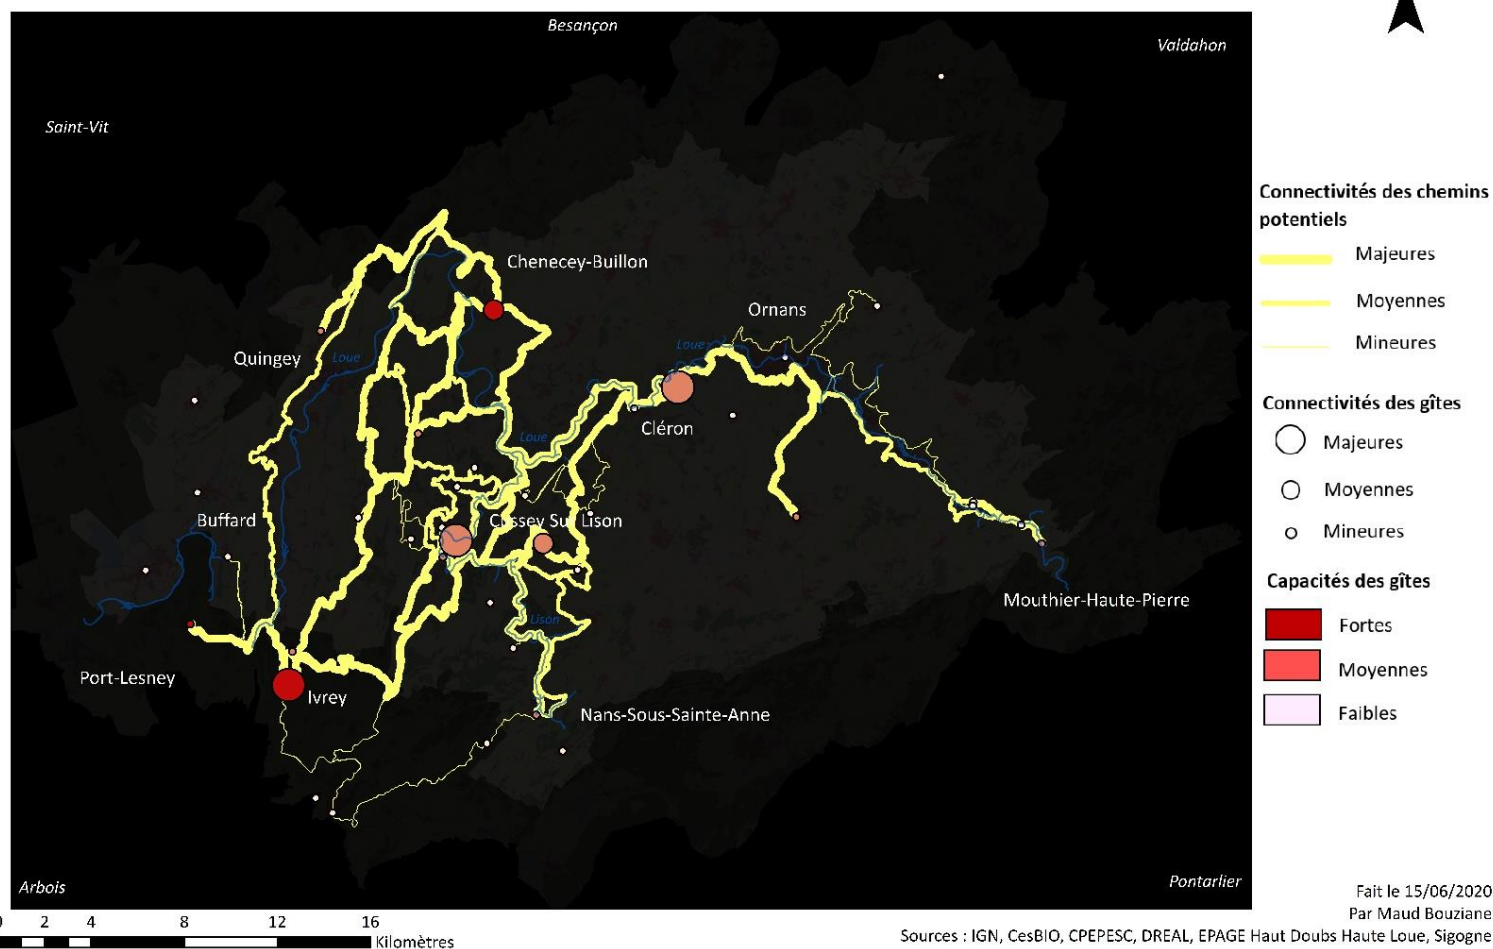 Besançon
Valdahon
Saint-Vit
Chenecey-Buillon
Ornans
Quingey
Loue
Loue
Cléron
Loue
Buffard
Cussey Sur Lison
Mouthier-Haute-Pierre
Lison
Port-Lesney
Ivrey
Nans-Sous-Sainte-Anne
Arbois
Pontarlier
Connectivités des chemins
potentiels
Majeures
Moyennes
Mineures
Connectivités des gîtes
Majeures
Moyennes
Mineures
Capacités des gîtes
Fortes
Moyennes
Faibles
0 2 4 8 12 16
Kilomètres
Fait le 15/06/2020
Par Maud Bouziane
Sources : IGN, CesBIO, CPEPESC, DREAL, EPAGE Haut Doubs Haute Loue, Sigogne